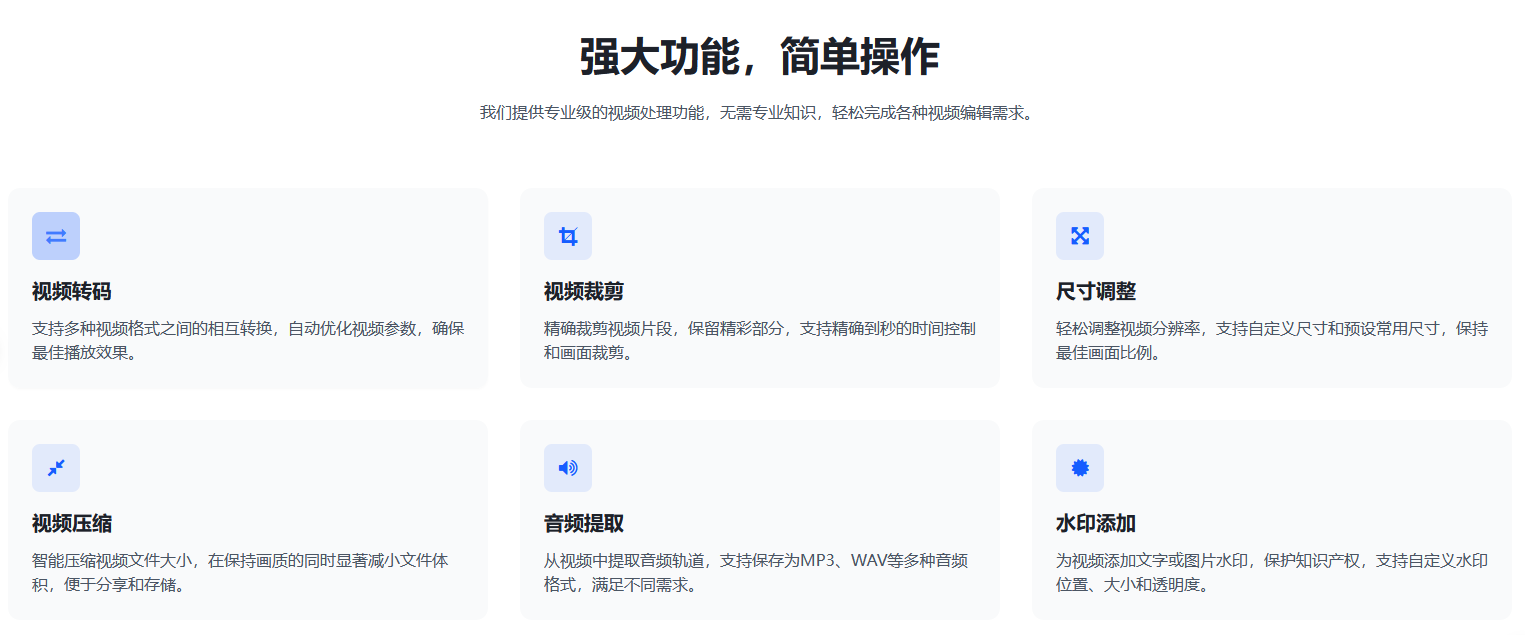 强大功能，简单操作
我们提供专业级的视频处理功能，无需专业知识，轻松完成各种视频编辑需求。
视频转码
支持多种视频格式之间的相互转换，自动优化视频参数，确保
最佳播放效果。
视频裁剪
精确裁剪视频片段，保留精彩部分，支持精确到秒的时间控制
和画面裁剪。
尺寸调整
轻松调整视频分辨率，支持自定义尺寸和预设常用尺寸，保持
最佳画面比例。
视频压缩
智能压缩视频文件大小，在保持画质的同时显著减小文件体
积，便于分享和存储。
音频提取
从视频中提取音频轨道，支持保存为MP3、WAV等多种音频
格式，满足不同需求。
水印添加
为视频添加文字或图片水印，保护知识产权，支持自定义水印
位置、大小和透明度。